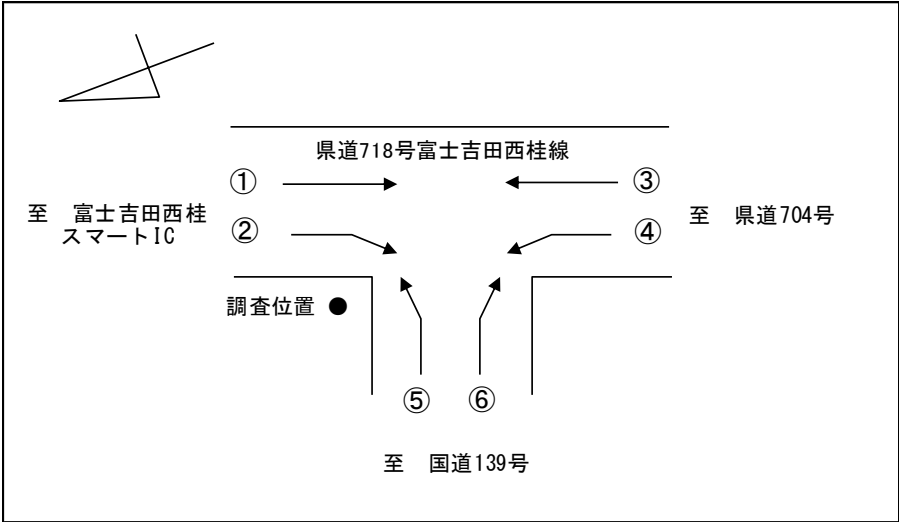 県道718号富士吉田西桂線
① ③
至 富士吉田西桂
スマートIC
② ④
至 県道704号
調査位置 ●
⑤ ⑥
至 国道139号